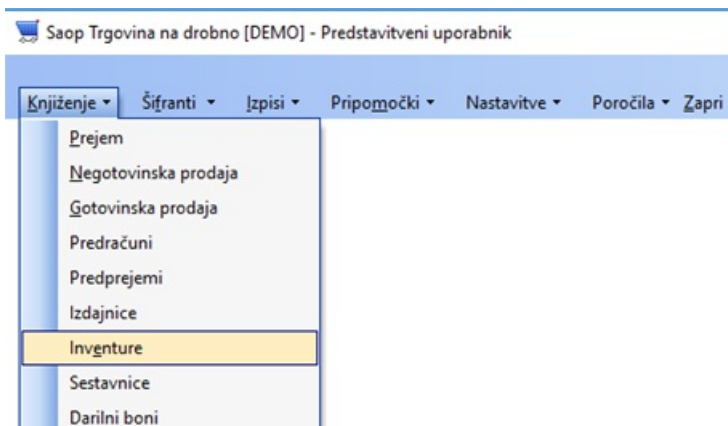 Saop Trgovina na drobno [DEMO] - Predstavitveni uporabnik
Knjiženje Šifranti Izpisi Pripomočki Nastavitve Poročila Zapri
Prejem
Negotovinska prodaja
Gotovinska prodaja
Predračuni
Predprejemi
Izdajnice
Inventure
Sestavnice
Darilni boni